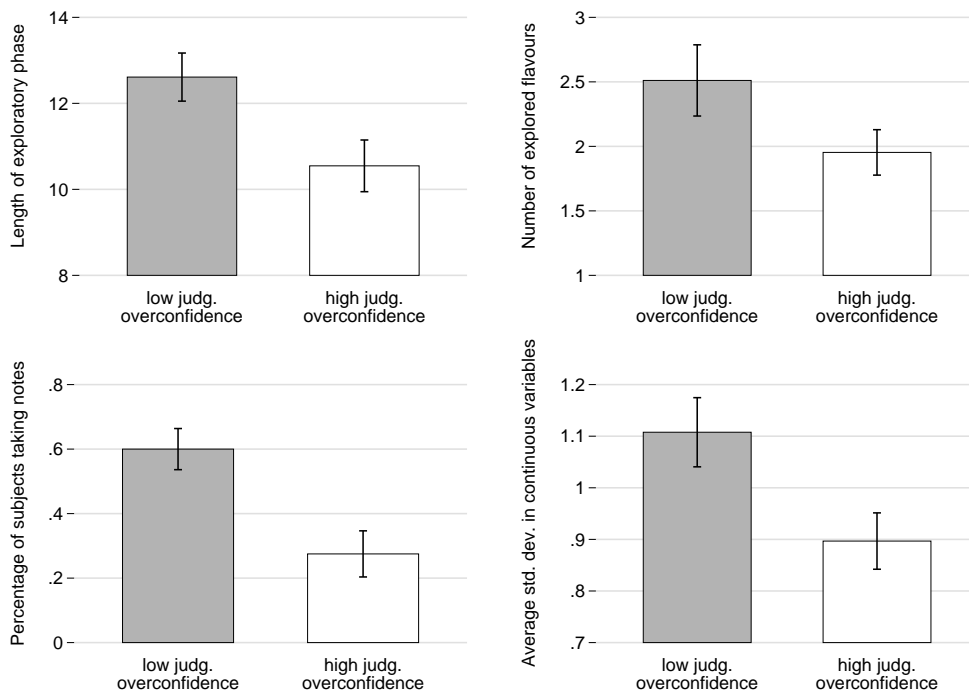 Length of exploratory phase
14
12
10
8
low judg.
overconfidence
high judg.
overconfidence
Number of explored flavours
3
2.5
2
1.5
1
low judg.
overconfidence
high judg.
overconfidence
Percentage of subjects taking notes
.8
.6
.4
.2
0
low judg.
overconfidence
high judg.
overconfidence
Average std. dev. in continuous variables
1.2
1.1
1
.9
.8
.7
low judg.
overconfidence
high judg.
overconfidence